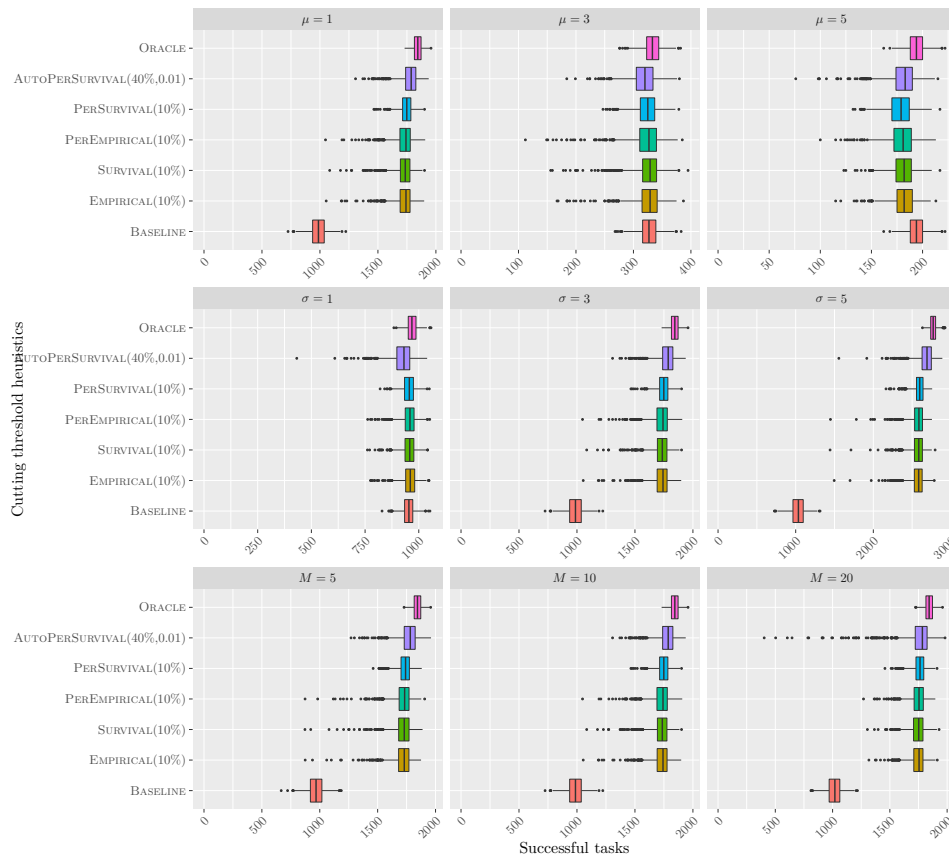 μ = 1 μ = 3 μ = 5
ORACLE
AUTOPERSURVIVAL(40%,0.01)
PERSURVIVAL(10%)
PEREMPIRICAL(10%)
SURVIVAL(10%)
EMPIRICAL(10%)
BASELINE
0 500 1000 1500 2000 0 100 200 300 400 0 50 100 150 200
σ = 1 σ = 3 σ = 5
Cutting threshold heuristics
ORACLE
AUTOPERSURVIVAL(40%,0.01)
PERSURVIVAL(10%)
PEREMPIRICAL(10%)
SURVIVAL(10%)
EMPIRICAL(10%)
BASELINE
0 250 500 750 1000 0 500 1000 1500 2000 0 1000 2000 3000
M = 5 M = 10 M = 20
ORACLE
AUTOPERSURVIVAL(40%,0.01)
PERSURVIVAL(10%)
PEREMPIRICAL(10%)
SURVIVAL(10%)
EMPIRICAL(10%)
BASELINE
0 500 1000 1500 2000 0 500 1000 1500 2000 0 500 1000 1500 2000
Successful tasks